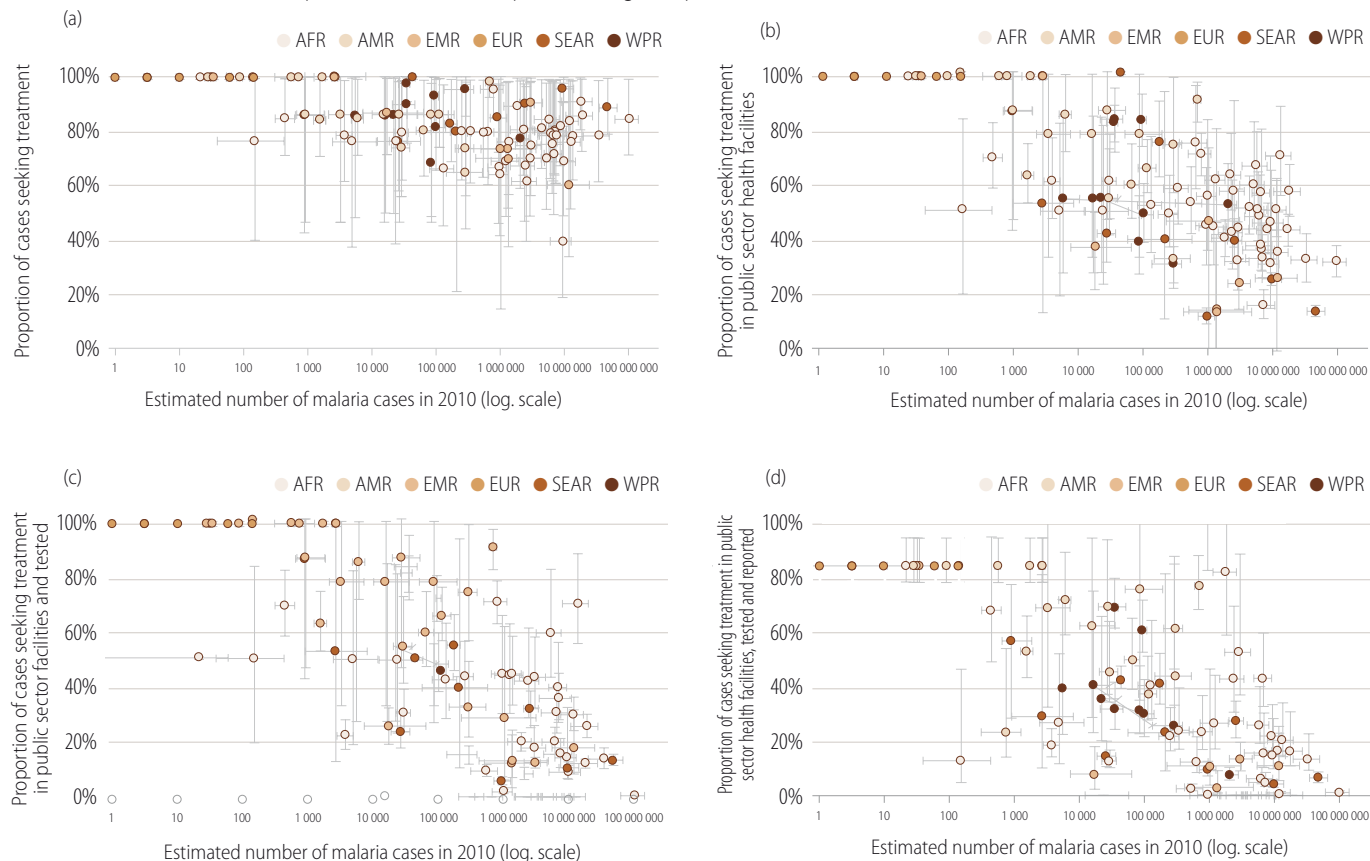 (a)
AFR AMR EMR EUR SEAR WPR
Proportion of cases seeking treatment
100%
80%
60%
40%
20%
0%
1 10 100 1 000 10 000 100 000 1 000 000 10 000 000 100 000 000
Estimated number of malaria cases in 2010 (log. scale)
(b)
AFR AMR EMR EUR SEAR WPR
Proportion of cases seeking treatment
in public sector health facilities
100%
80%
60%
40%
20%
0%
1 10 100 1 000 10 000 100 000 1 000 000 10 000 000 100 000 000
Estimated number of malaria cases in 2010 (log. scale)
(c)
AFR AMR EMR EUR SEAR WPR
Proportion of cases seeking treatment
in public sector facilities and tested
100%
80%
60%
40%
20%
0%
1 10 100 1 000 10 000 100 000 1 000 000 10 000 000 100 000 000
Estimated number of malaria cases in 2010 (log. scale)
(d)
AFR AMR EMR EUR SEAR WPR
Proportion of cases seeking treatment in public
sector health facilities, tested and reported
100%
80%
60%
40%
20%
0%
1 10 100 1 000 10 000 100 000 1 000 000 10 000 000 100 000 000
Estimated number of malaria cases in 2010 (log. scale)